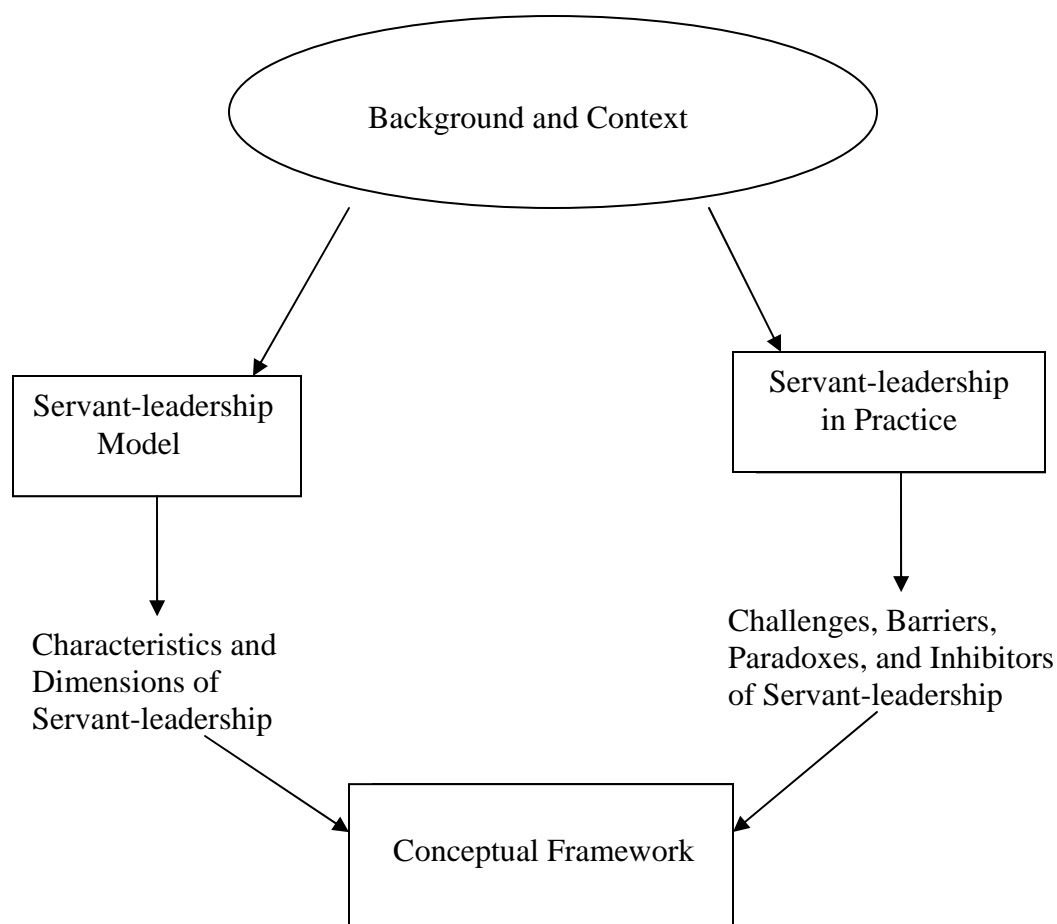 Background and Context
Servant-leadership
Model
Servant-leadership
in Practice
Characteristics and
Dimensions of
Servant-leadership
Challenges, Barriers,
Paradoxes, and Inhibitors
of Servant-leadership
Conceptual Framework